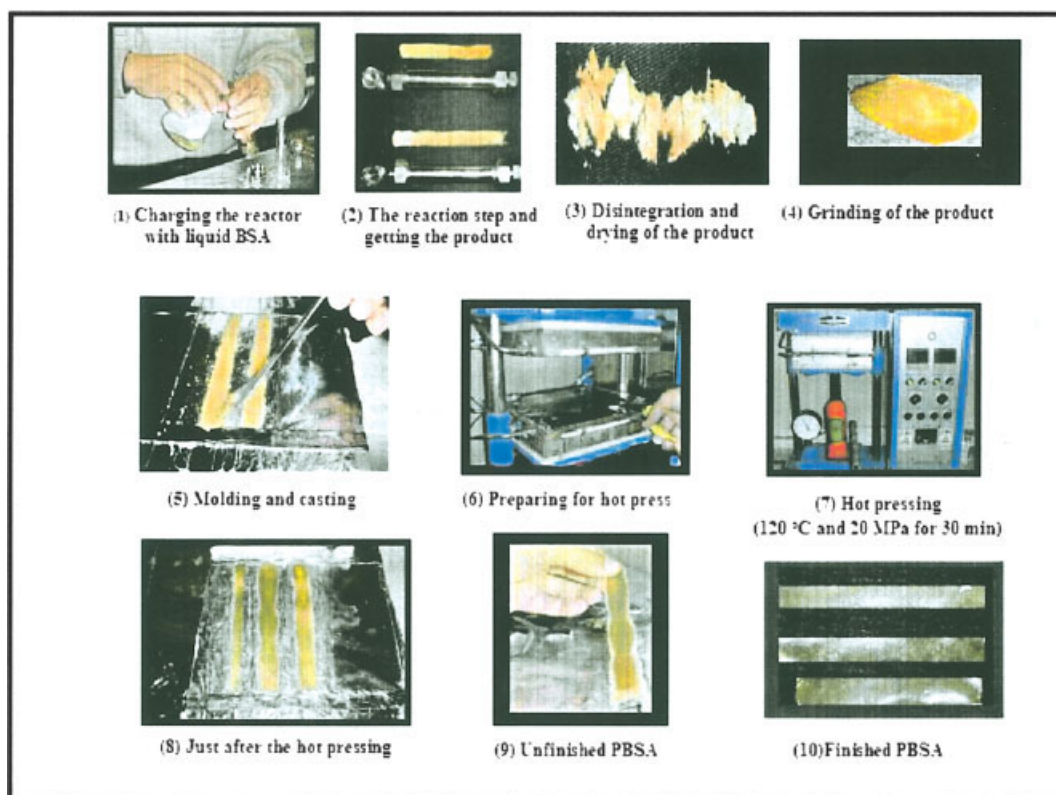 (1) Charging the reactor
with liquid BSA
(2) The reaction step and
getting the product
(3) Disintegration and
drying of the product
(4) Grinding of the product
(5) Molding and casting
(6) Preparing for hot press
(7) Hot pressing
(120 °C and 20 MPa for 30 min)
(8) Just after the hot pressing
(9) Unfinished PBSA
(10)Finished PBSA